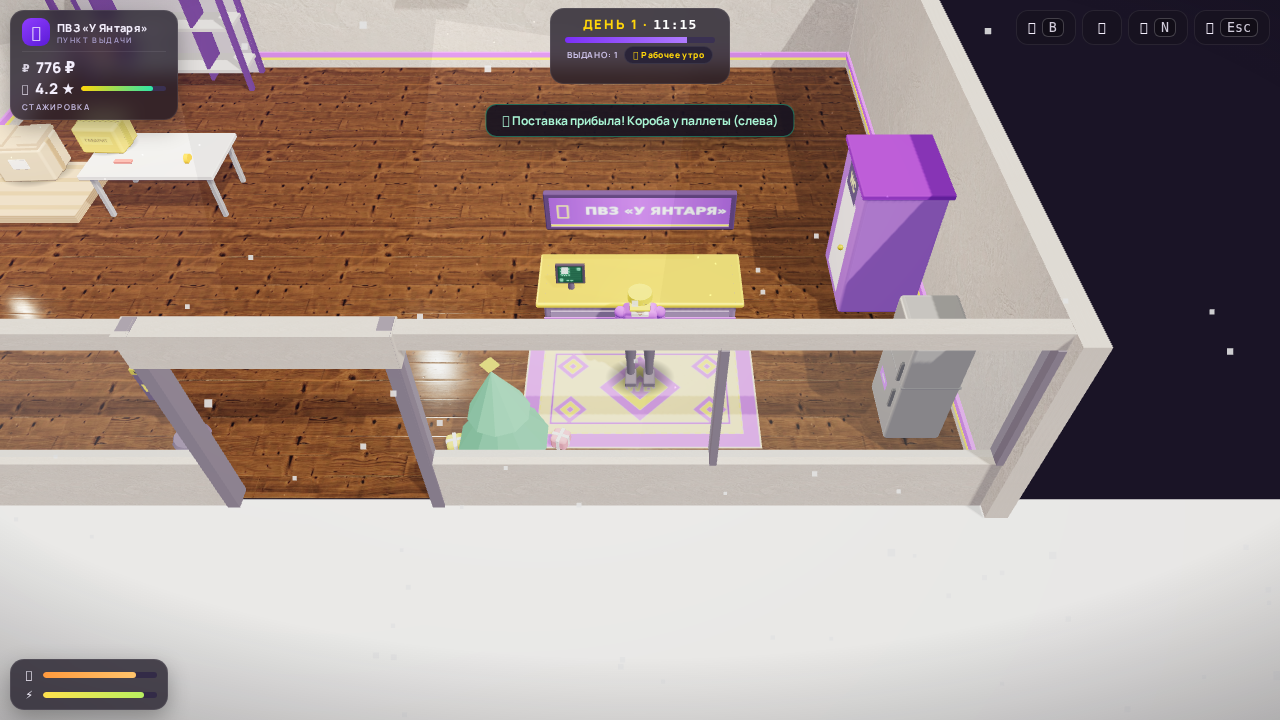 ПВЗ «У Янтаря»
ПУНКТ ВЫДАЧИ
₽ 776 ₽
4.2 ★
СТАЖИРОВКА
ДЕНЬ 1 · 11:15
ВЫДАНО: 1 Рабочее утро
B
N
Esc
Поставка прибыла! Короба у паллеты (слева)
ПВЗ «У ЯНТАРЯ»